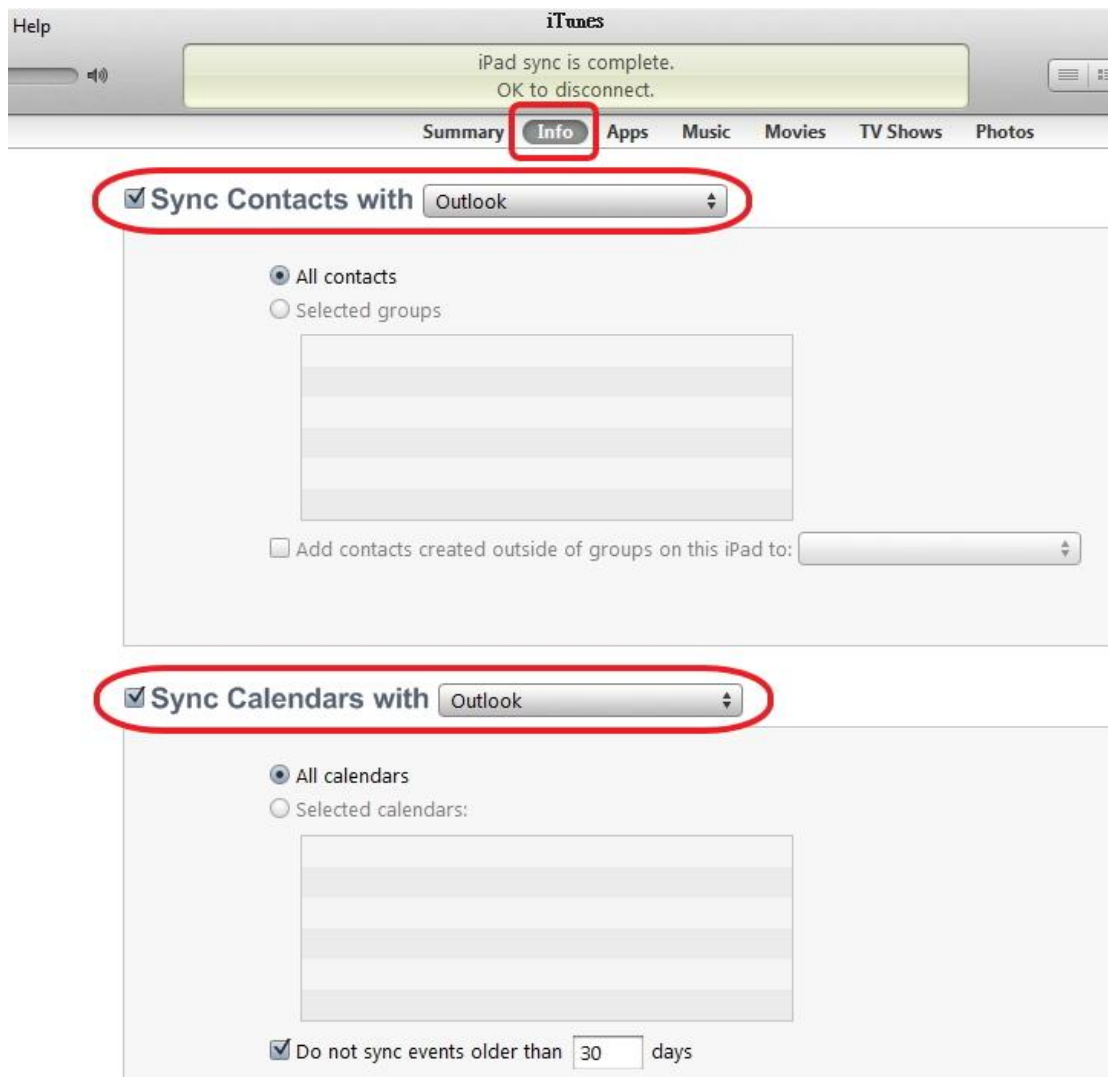 Help
iTunes
iPad sync is complete.
OK to disconnect.
Summary Info Apps Music Movies TV Shows Photos
Sync Contacts with Outlook
All contacts
Selected groups
Add contacts created outside of groups on this iPad to:
Sync Calendars with Outlook
All calendars
Selected calendars:
Do not sync events older than 30 days